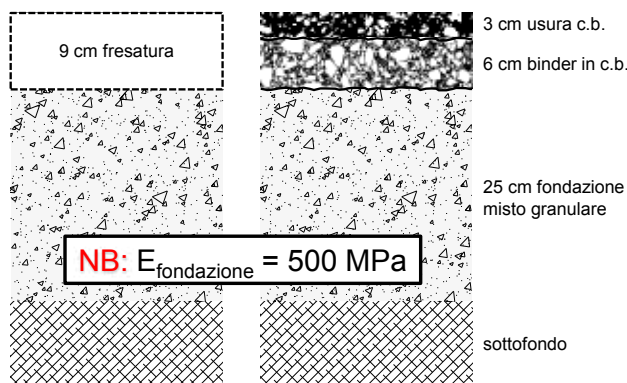 9 cm fresatura
3 cm usura c.b.
6 cm binder in c.b.
25 cm fondazione
misto granulare
NB: Efondazione = 500 MPa
sottofondo